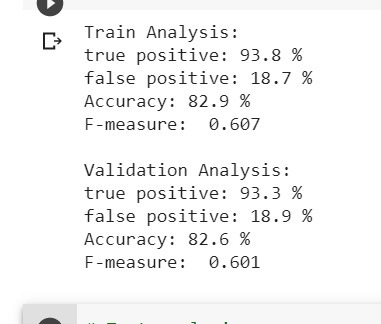 Train Analysis:
true positive: 93.8 %
false positive: 18.7 %
Accuracy: 82.9 %
F-measure:  0.607
Validation Analysis:
true positive: 93.3 %
false positive: 18.9 %
Accuracy: 82.6 %
F-measure:  0.601